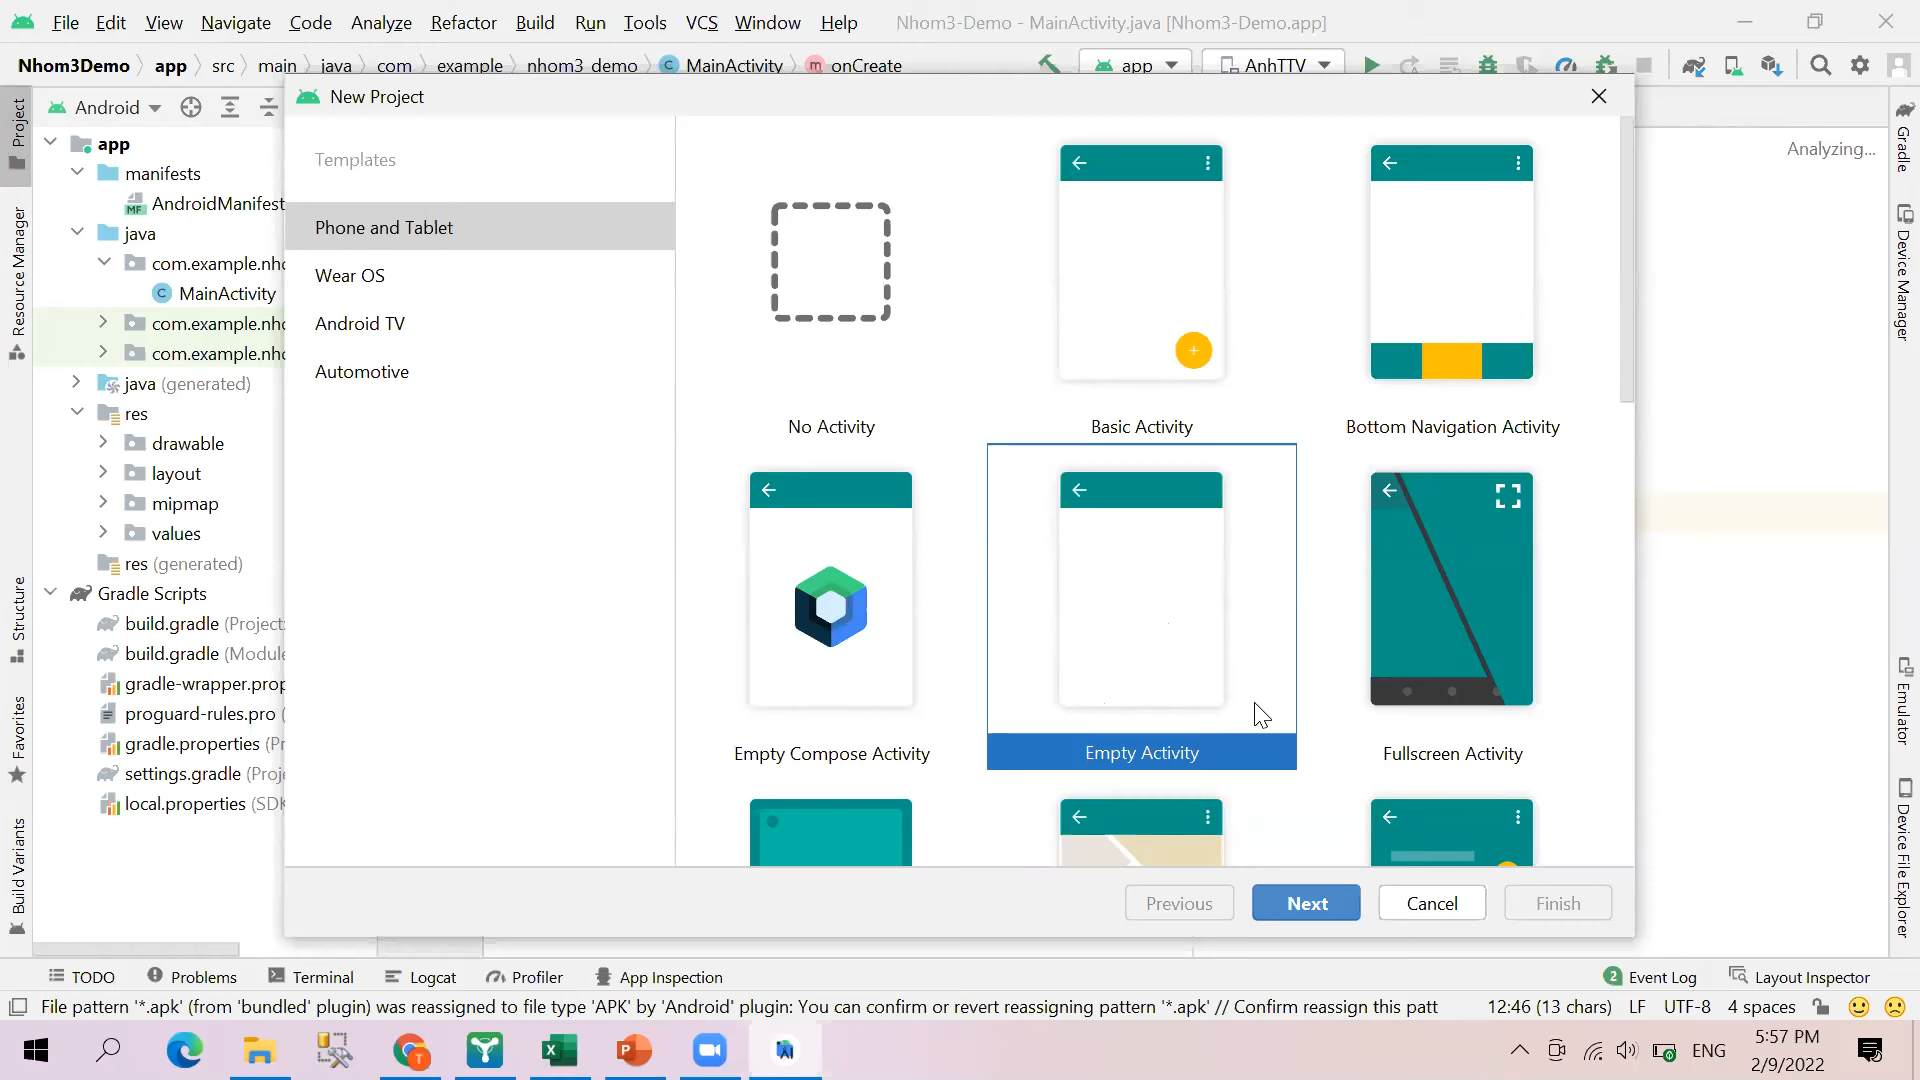 File Edit View Navigate Code Analyze Refactor Build Run Tools VCS Window Help Nhom3-Demo - MainActivity.java [Nhom3-Demo.app]
Nhom3Demo app src main java com example nhom3_demo MainActivity onCreate app AnhTTV
Project
Resource Manager
Structure
Favorites
Build Variants
Android
app
manifests
AndroidManifest
java
com.example.nho
MainActivity
com.example.nho
com.example.nho
java (generated)
res
drawable
layout
mipmap
values
res (generated)
Gradle Scripts
build.gradle (Project:
build.gradle (Module
gradle-wrapper.prop
proguard-rules.pro (
gradle.properties (Pr
settings.gradle (Proj
local.properties (SDK
New Project
Templates
Phone and Tablet
Wear OS
Android TV
Automotive
No Activity
Basic Activity
Bottom Navigation Activity
Empty Compose Activity
Empty Activity
Fullscreen Activity
Previous Next Cancel Finish
Analyzing...
Gradle
Device Manager
Emulator
Device File Explorer
TODO Problems Terminal Logcat Profiler App Inspection 2 Event Log Layout Inspector
File pattern '*.apk' (from 'bundled' plugin) was reassigned to file type 'APK' by 'Android' plugin: You can confirm or revert reassigning pattern '*.apk' // Confirm reassign this patt 12:46 (13 chars) LF UTF-8 4 spaces
ENG
5:57 PM
2/9/2022